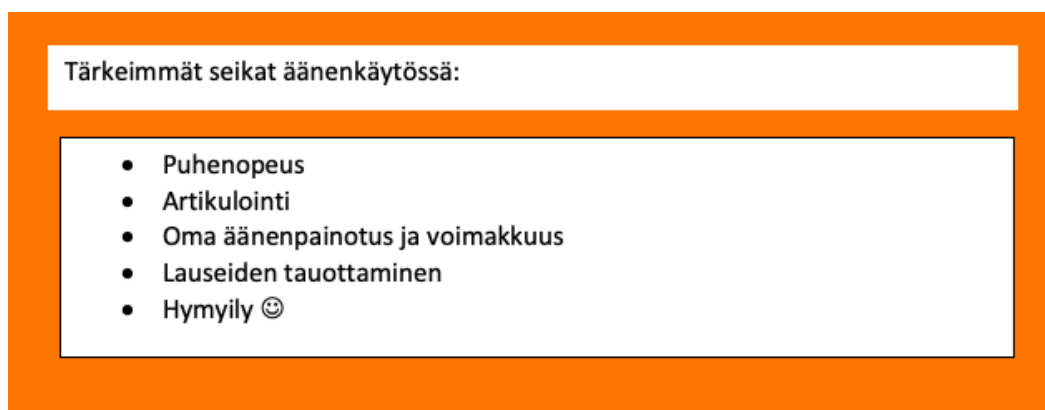 Tärkeimmät seikat äänenkäytössä:
• Puhenopeus
• Artikulointi
• Oma äänenpainotus ja voimakkuus
• Lauseiden tauottaminen
• Hymyily ☺